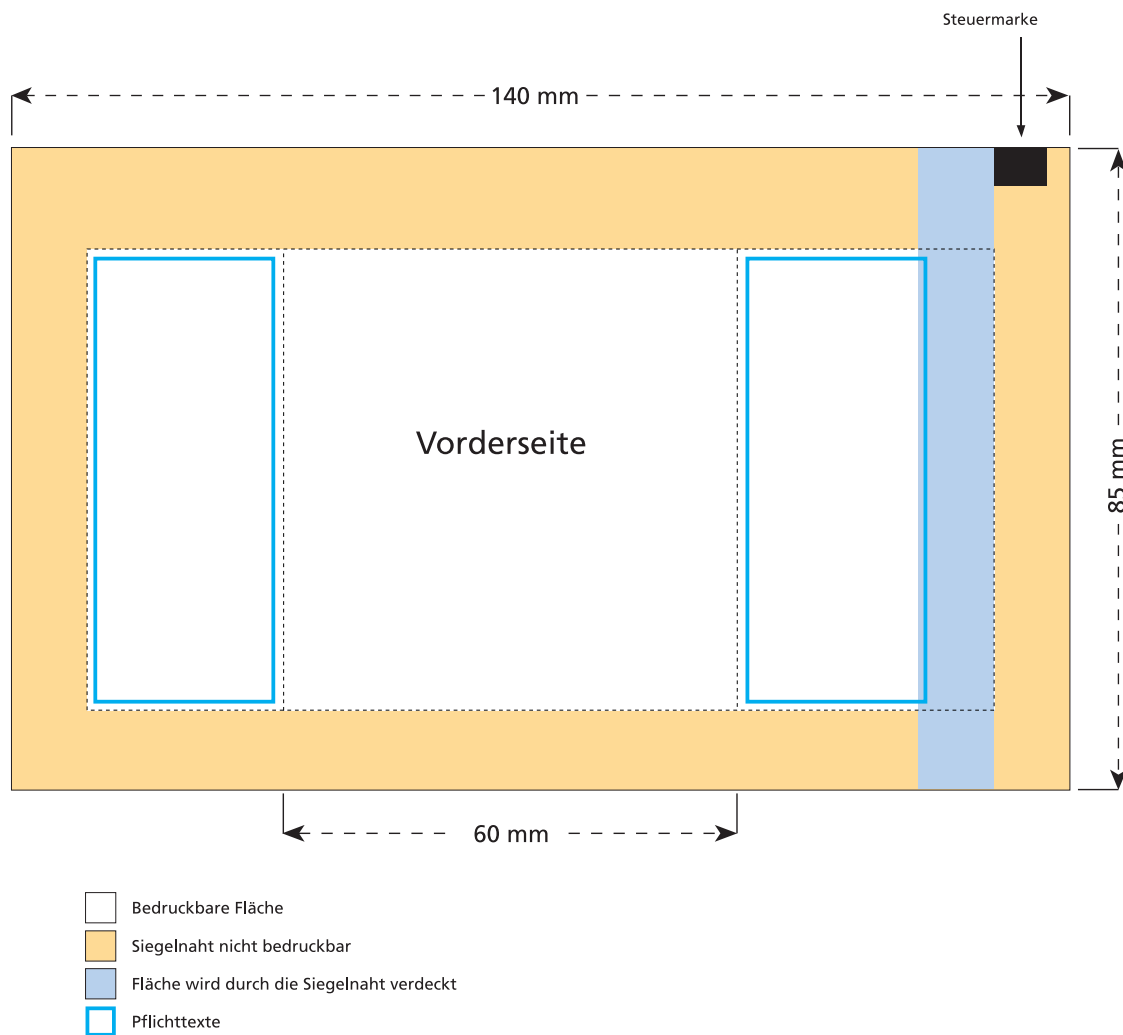 Steuermarke
140 mm
Vorderseite
85 mm
60 mm
Bedruckbare Fläche
Siegelnaht nicht bedruckbar
Fläche wird durch die Siegelnaht verdeckt
Pflichttexte